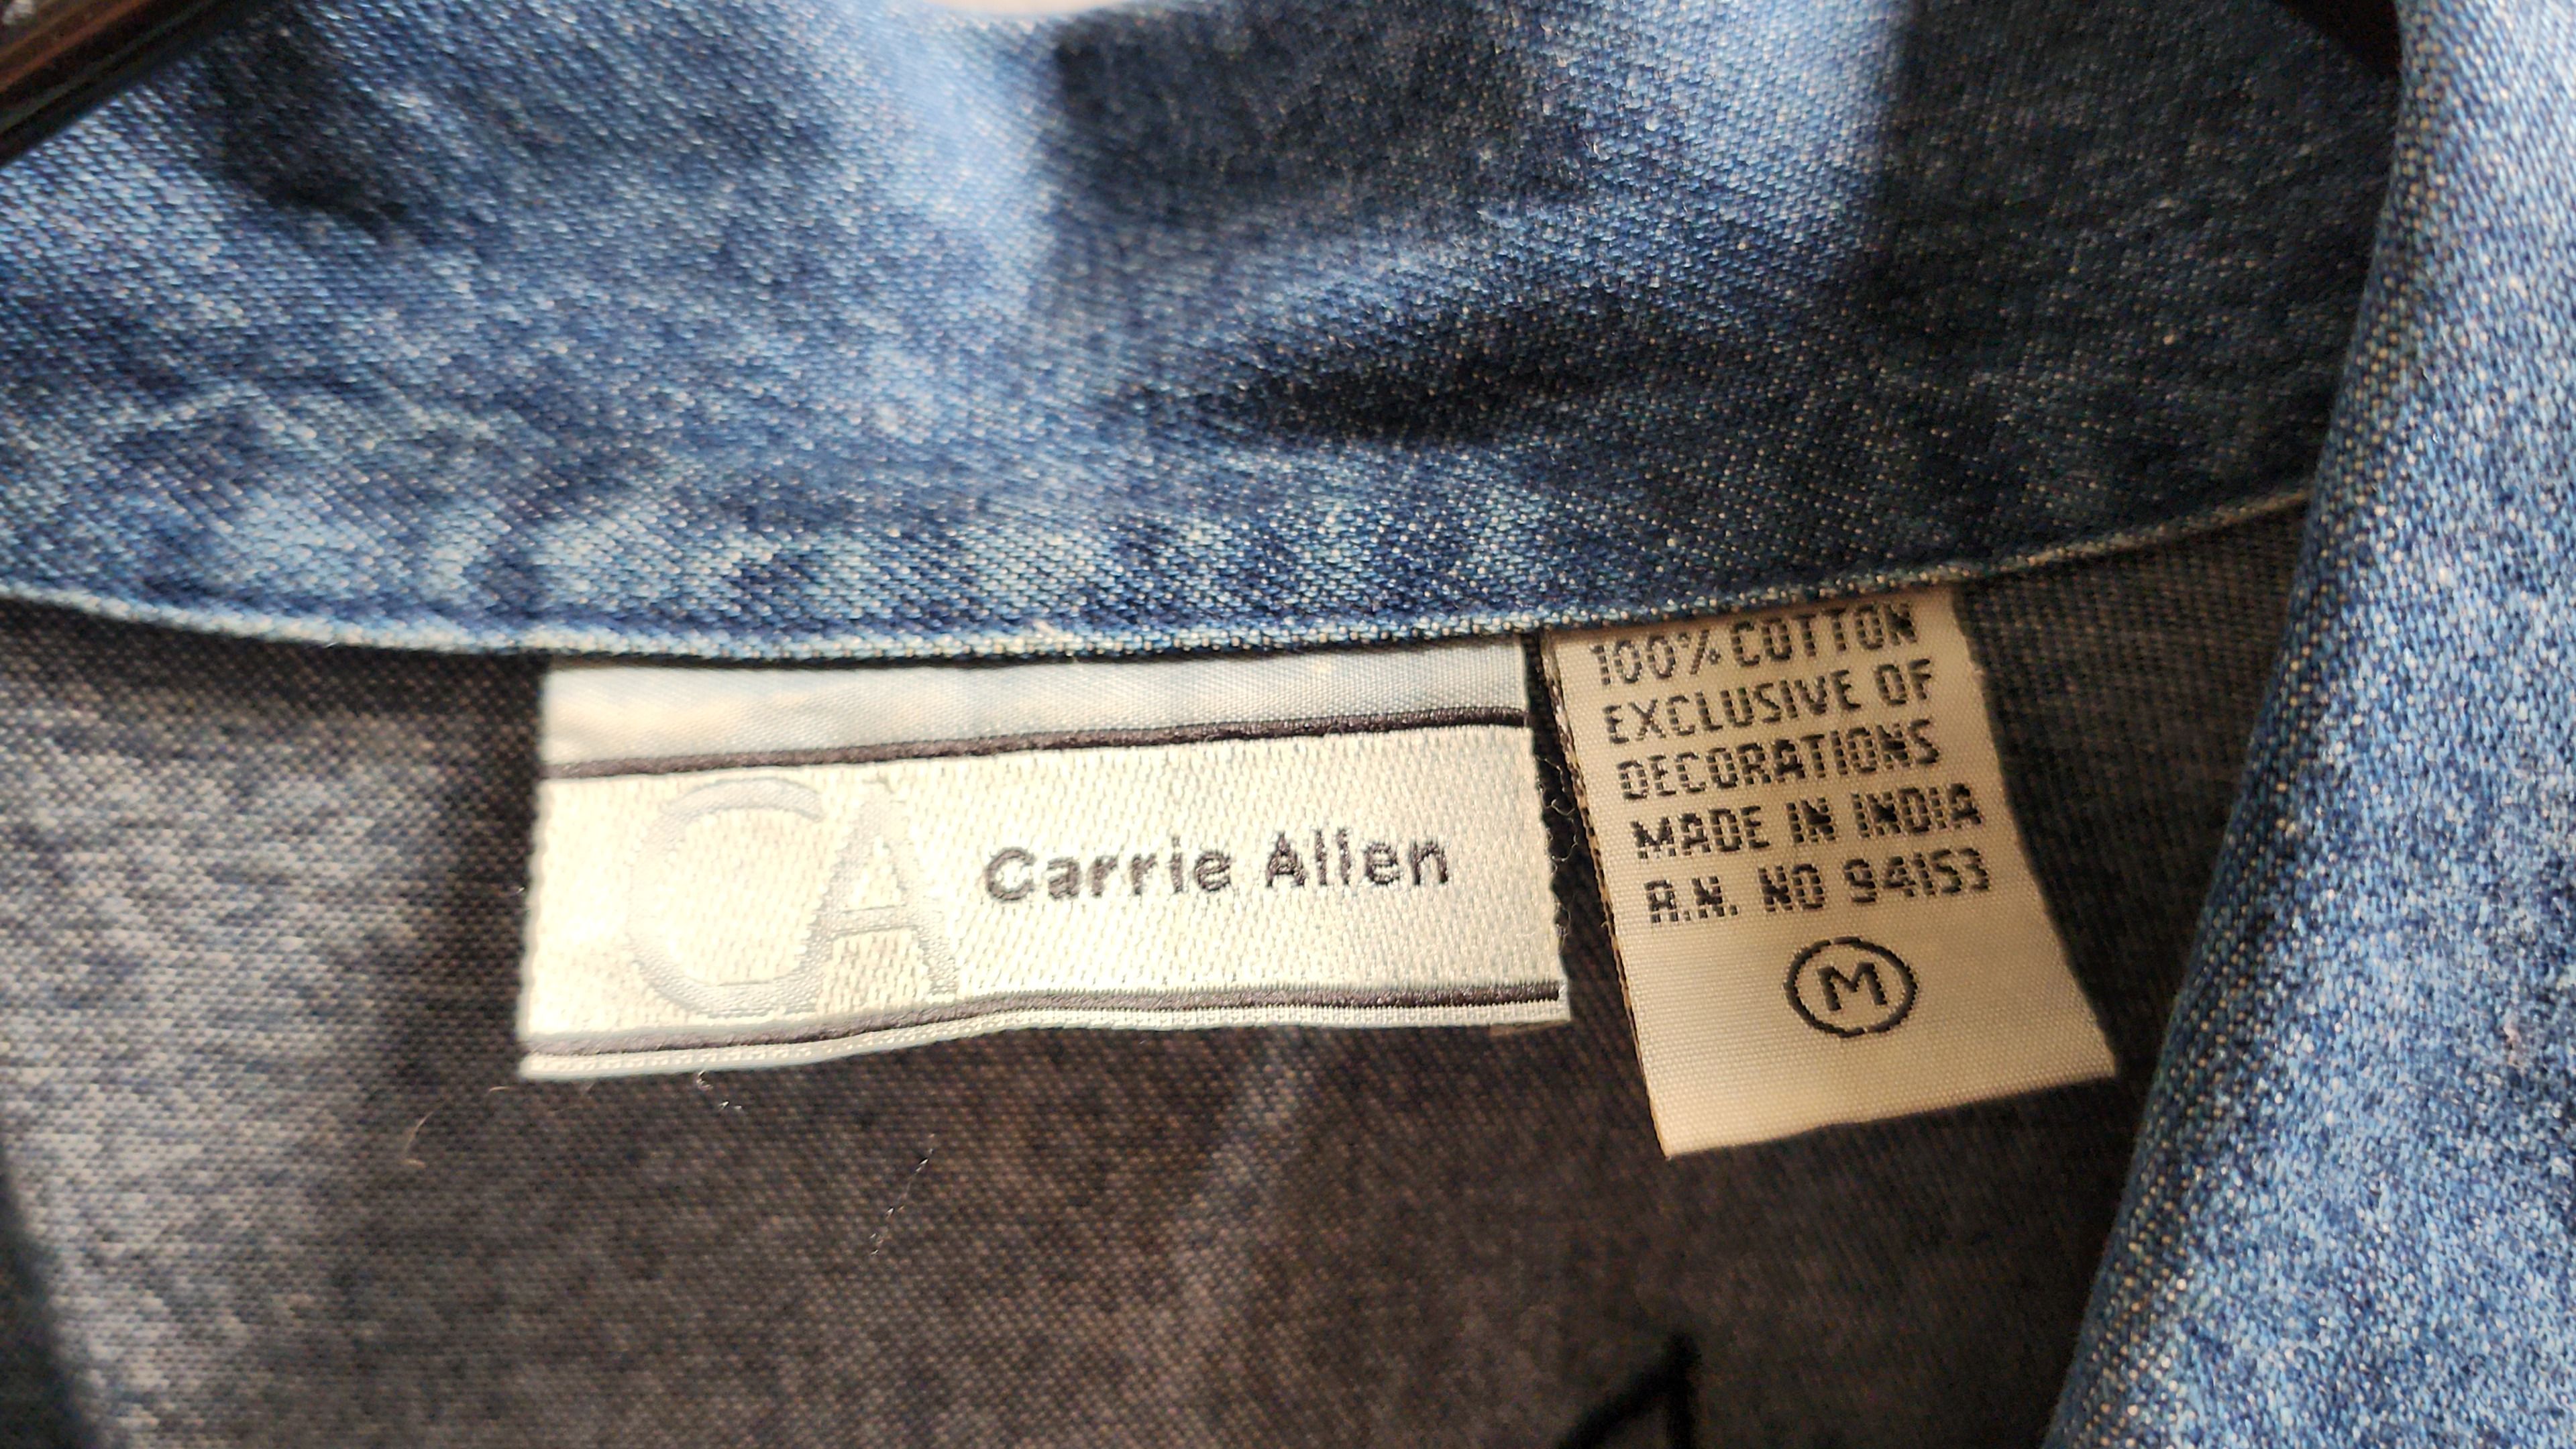 CA Carrie Allen
100% COTTON
EXCLUSIVE OF
DECORATIONS
MADE IN INDIA
R.N. NO 94153
M